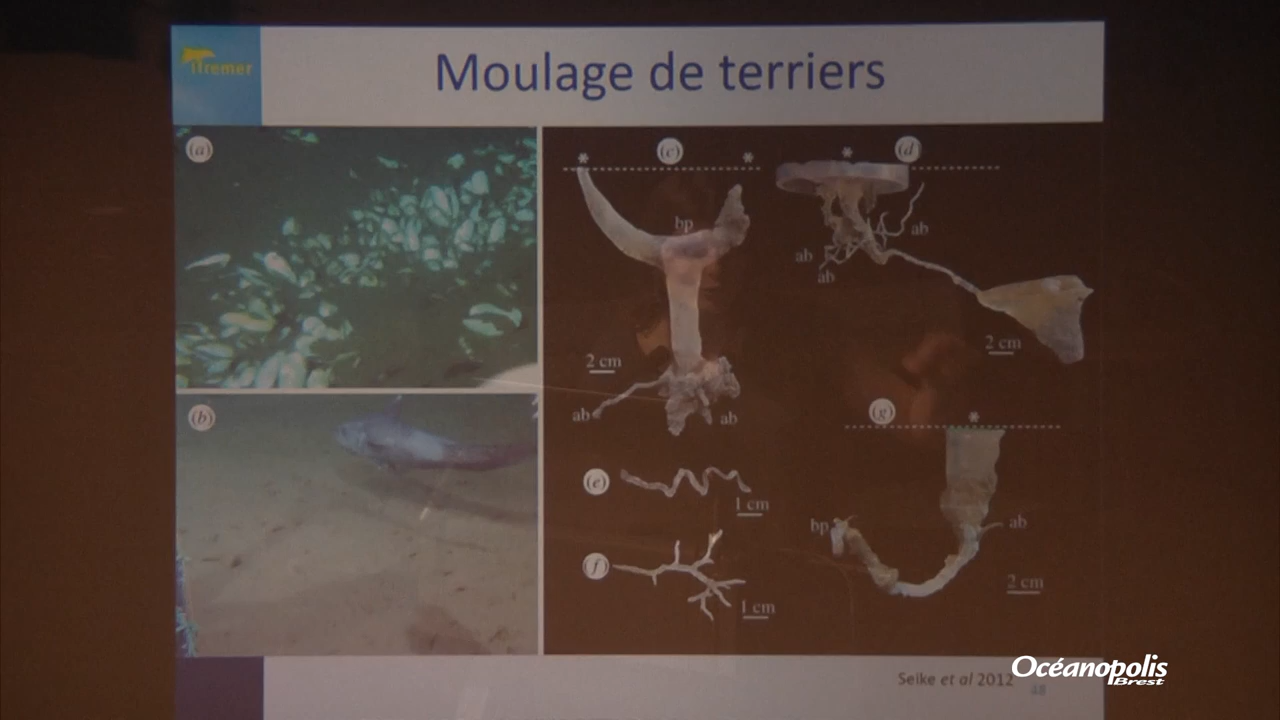 ifremer
Moulage de terriers
(a)
(b)
(c)
*
*
bp
2 cm
ab
ab
(d)
*
ab
ab
ab
2 cm
(e)
1 cm
(f)
1 cm
(g)
*
bp
ab
2 cm
Seike et al 2012
48
Océanopolis
Brest